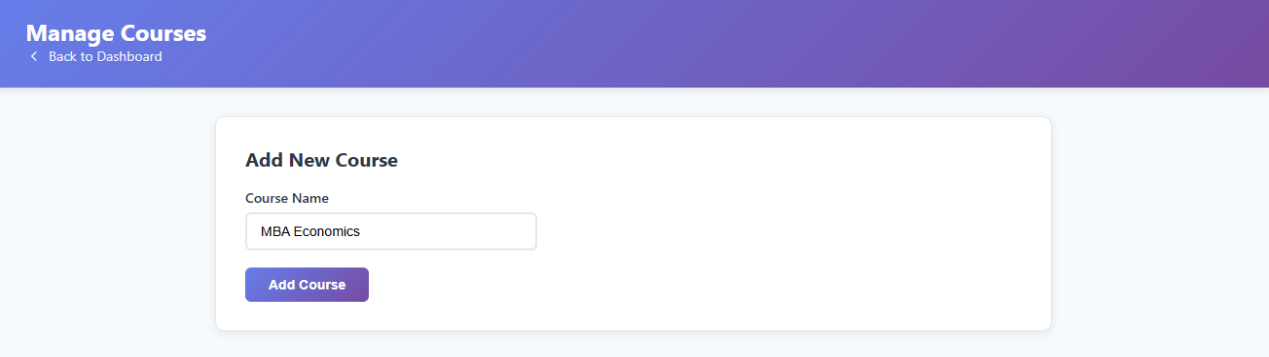 Manage Courses
Back to Dashboard
Add New Course
Course Name
MBA Economics
Add Course